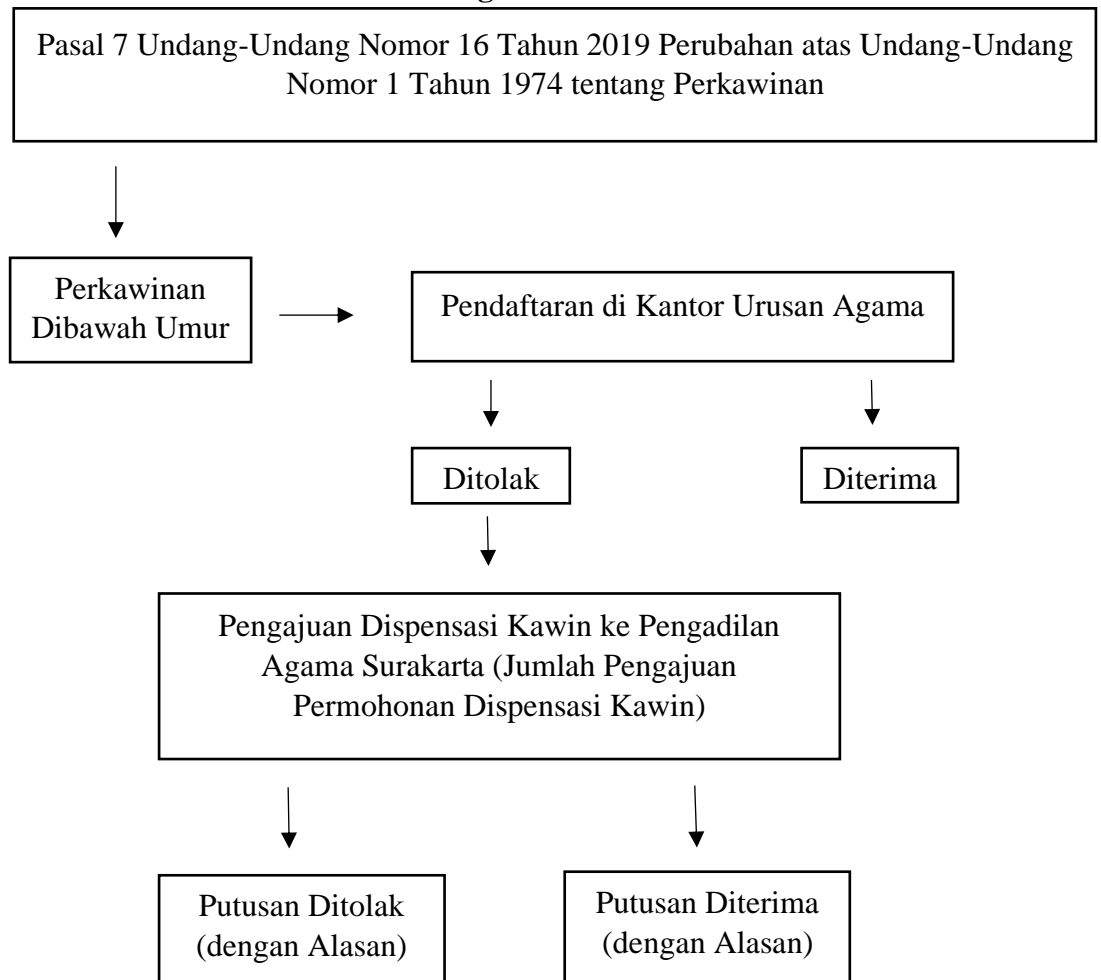 Pasal 7 Undang-Undang Nomor 16 Tahun 2019 Perubahan atas Undang-Undang
Nomor 1 Tahun 1974 tentang Perkawinan
Perkawinan
Dibawah Umur
Pendaftaran di Kantor Urusan Agama
Ditolak
Diterima
Pengajuan Dispensasi Kawin ke Pengadilan
Agama Surakarta (Jumlah Pengajuan
Permohonan Dispensasi Kawin)
Putusan Ditolak
(dengan Alasan)
Putusan Diterima
(dengan Alasan)